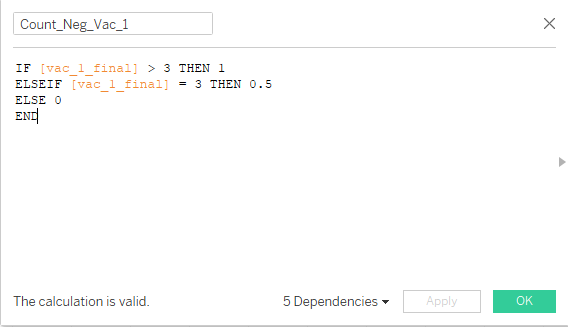 Count_Neg_Vac_1
IF [vac_1_final] > 3 THEN 1
ELSEIF [vac_1_final] = 3 THEN 0.5
ELSE 0
END
The calculation is valid.
5 Dependencies
Apply
OK